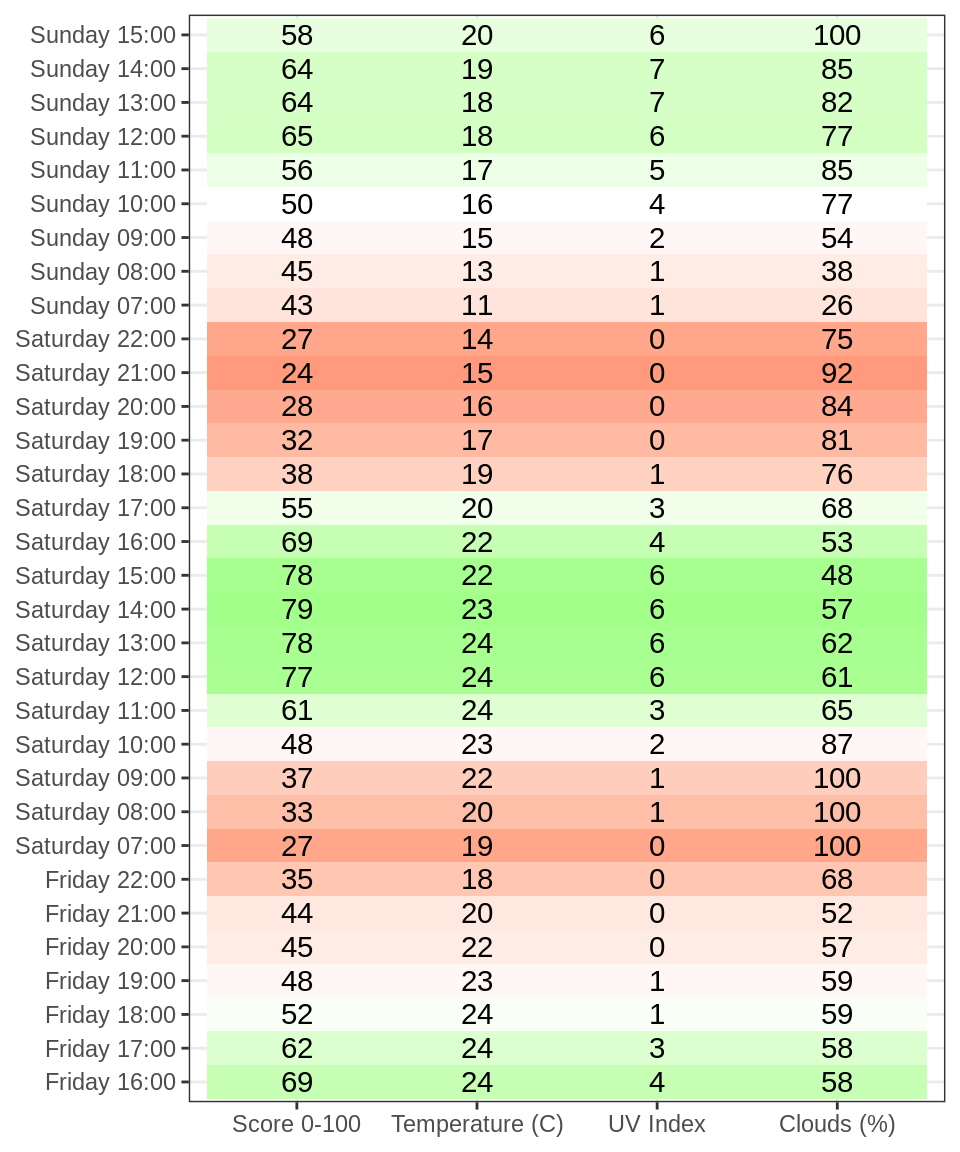 Sunday 15:00 58 20 6 100
Sunday 14:00 64 19 7 85
Sunday 13:00 64 18 7 82
Sunday 12:00 65 18 6 77
Sunday 11:00 56 17 5 85
Sunday 10:00 50 16 4 77
Sunday 09:00 48 15 2 54
Sunday 08:00 45 13 1 38
Sunday 07:00 43 11 1 26
Saturday 22:00 27 14 0 75
Saturday 21:00 24 15 0 92
Saturday 20:00 28 16 0 84
Saturday 19:00 32 17 0 81
Saturday 18:00 38 19 1 76
Saturday 17:00 55 20 3 68
Saturday 16:00 69 22 4 53
Saturday 15:00 78 22 6 48
Saturday 14:00 79 23 6 57
Saturday 13:00 78 24 6 62
Saturday 12:00 77 24 6 61
Saturday 11:00 61 24 3 65
Saturday 10:00 48 23 2 87
Saturday 09:00 37 22 1 100
Saturday 08:00 33 20 1 100
Saturday 07:00 27 19 0 100
Friday 22:00 35 18 0 68
Friday 21:00 44 20 0 52
Friday 20:00 45 22 0 57
Friday 19:00 48 23 1 59
Friday 18:00 52 24 1 59
Friday 17:00 62 24 3 58
Friday 16:00 69 24 4 58
Score 0-100 Temperature (C) UV Index Clouds (%)